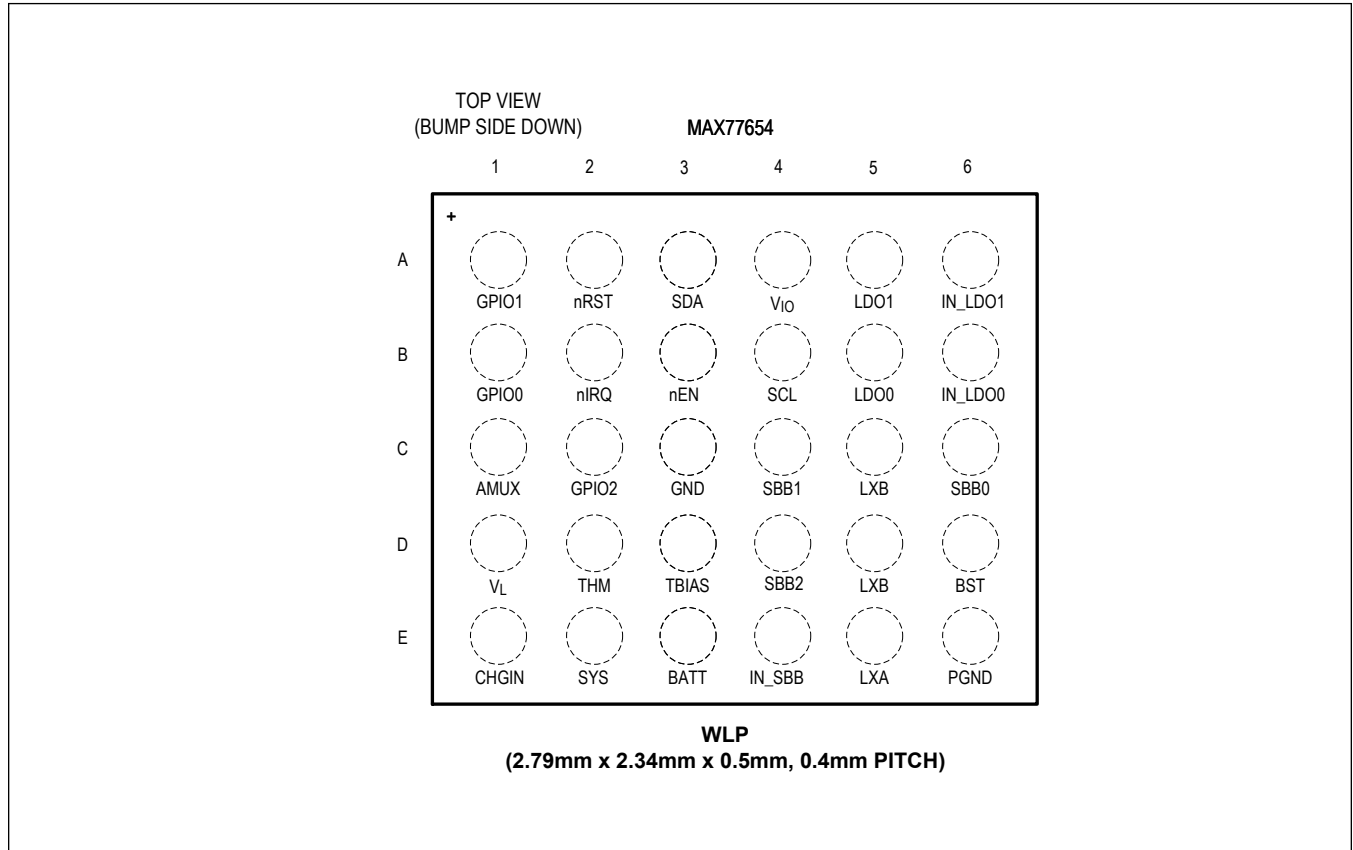 TOP VIEW
(BUMP SIDE DOWN)
MAX77654
1 2 3 4 5 6
+
A
GPIO1 nRST SDA VIO LDO1 IN_LDO1
B
GPIO0 nIRQ nEN SCL LDO0 IN_LDO0
C
AMUX GPIO2 GND SBB1 LXB SBB0
D
VL THM TBIAS SBB2 LXB BST
E
CHGIN SYS BATT IN_SBB LXA PGND
WLP
(2.79mm x 2.34mm x 0.5mm, 0.4mm PITCH)